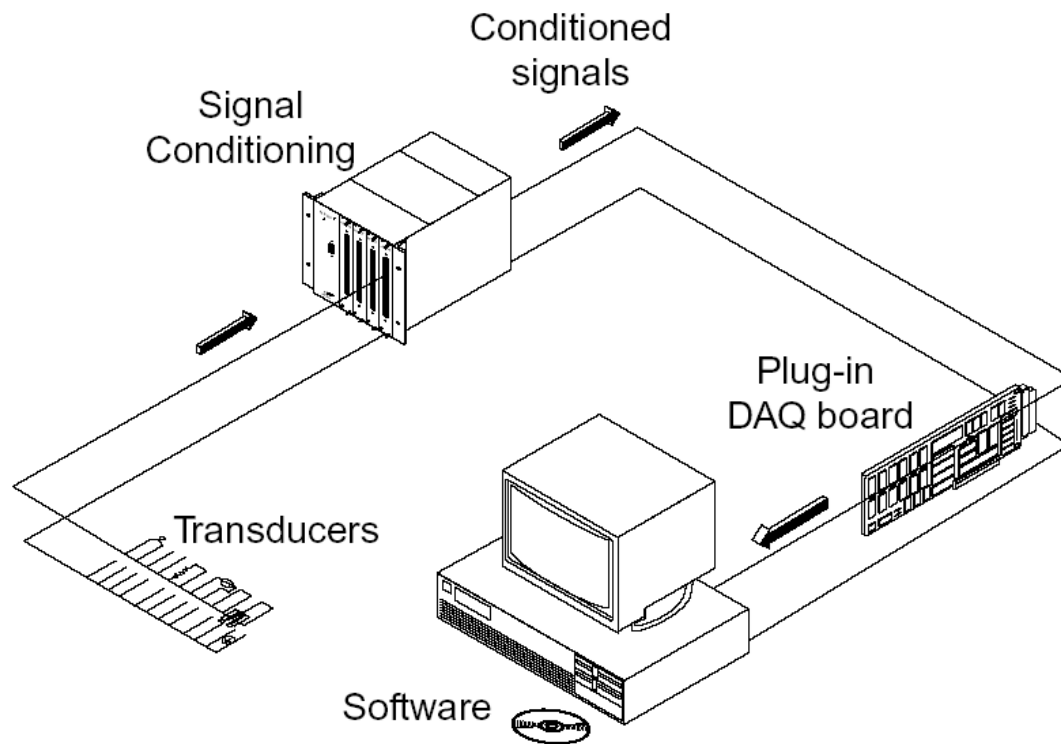 Conditioned
signals
Signal
Conditioning
Plug-in
DAQ board
Transducers
Software